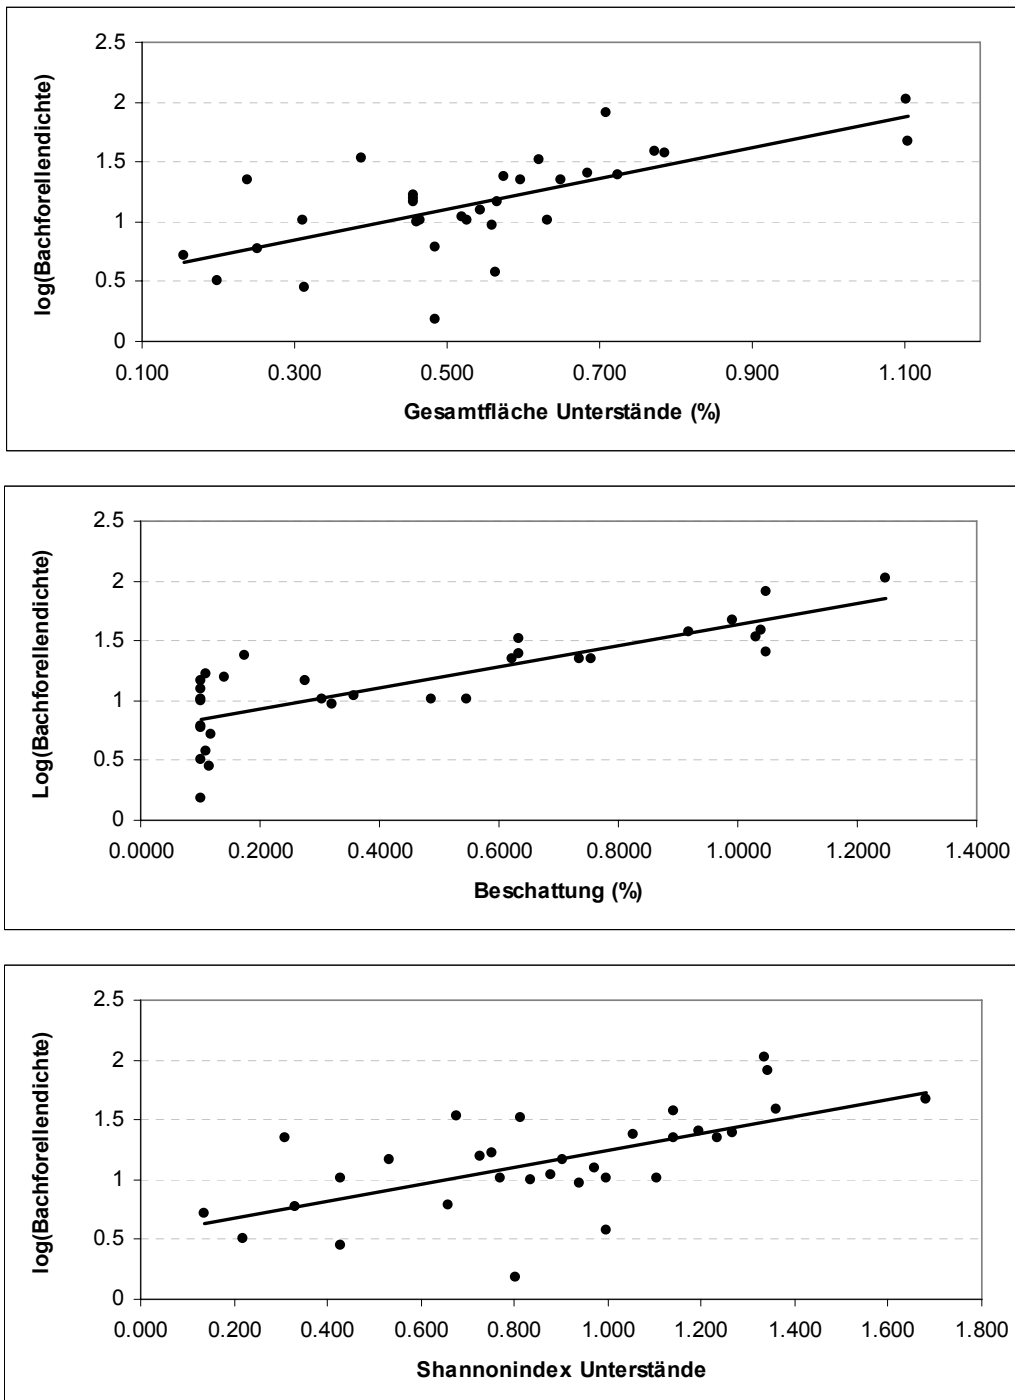 2.5
2
1.5
1
0.5
0
log(Bachforellendichte)
0.100 0.300 0.500 0.700 0.900 1.100
Gesamtfläche Unterstände (%)
2.5
2
1.5
1
0.5
0
Log(Bachforellendichte)
0.0000 0.2000 0.4000 0.6000 0.8000 1.0000 1.2000 1.4000
Beschattung (%)
2.5
2
1.5
1
0.5
0
log(Bachforellendichte)
0.000 0.200 0.400 0.600 0.800 1.000 1.200 1.400 1.600 1.800
Shannonindex Unterstände